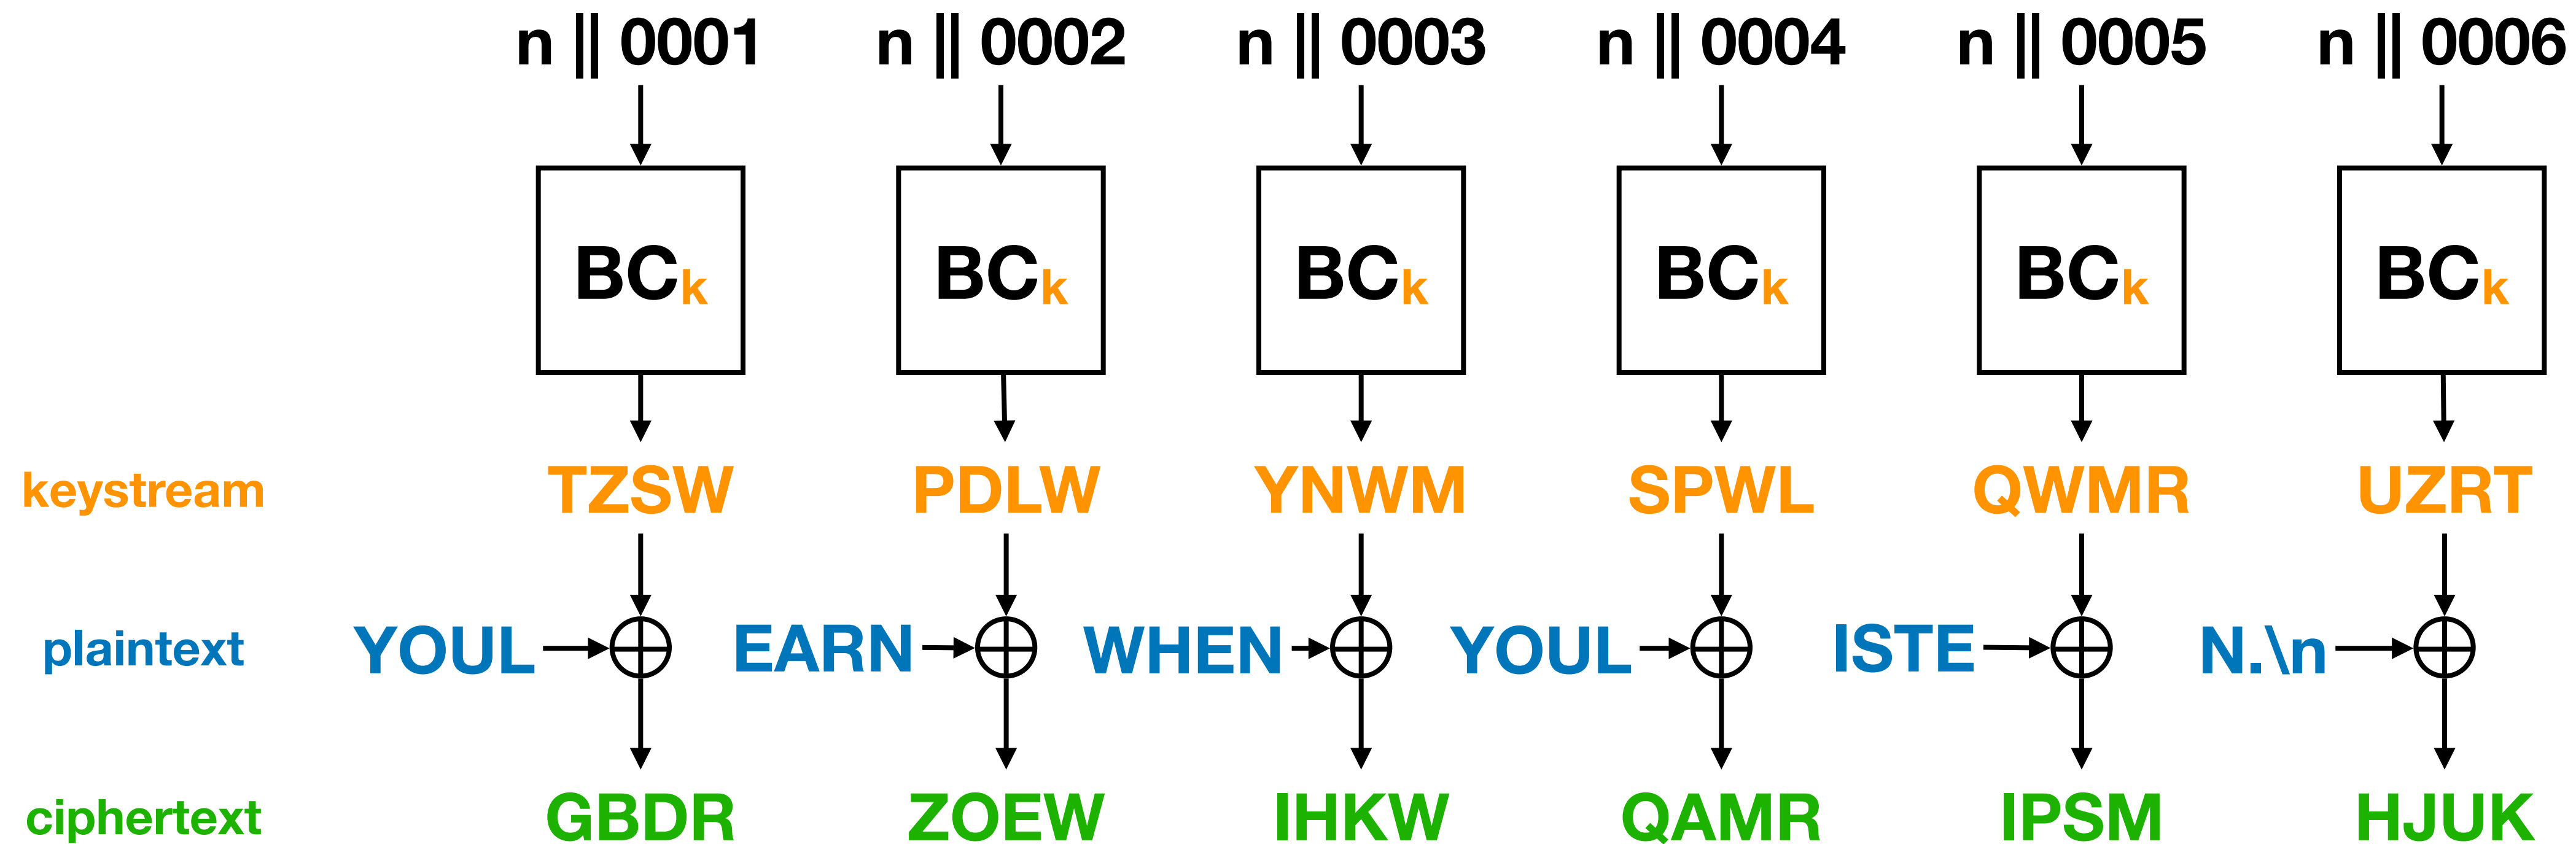 n || 0001 n || 0002 n || 0003 n || 0004 n || 0005 n || 0006
BCk BCk BCk BCk BCk BCk
keystream TZSW PDLW YNWM SPWL QWMR UZRT
plaintext YOUL EARN WHEN YOUL ISTE N.\n
ciphertext GBDR ZOEW IHKW QAMR IPSM HJUK